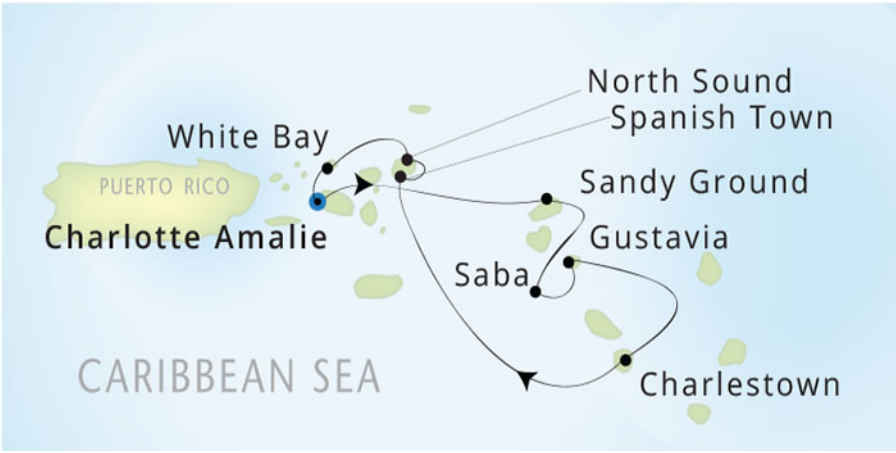 North Sound
Spanish Town
White Bay
PUERTO RICO
Sandy Ground
Charlotte Amalie
Gustavia
Saba
CARIBBEAN SEA
Charlestown